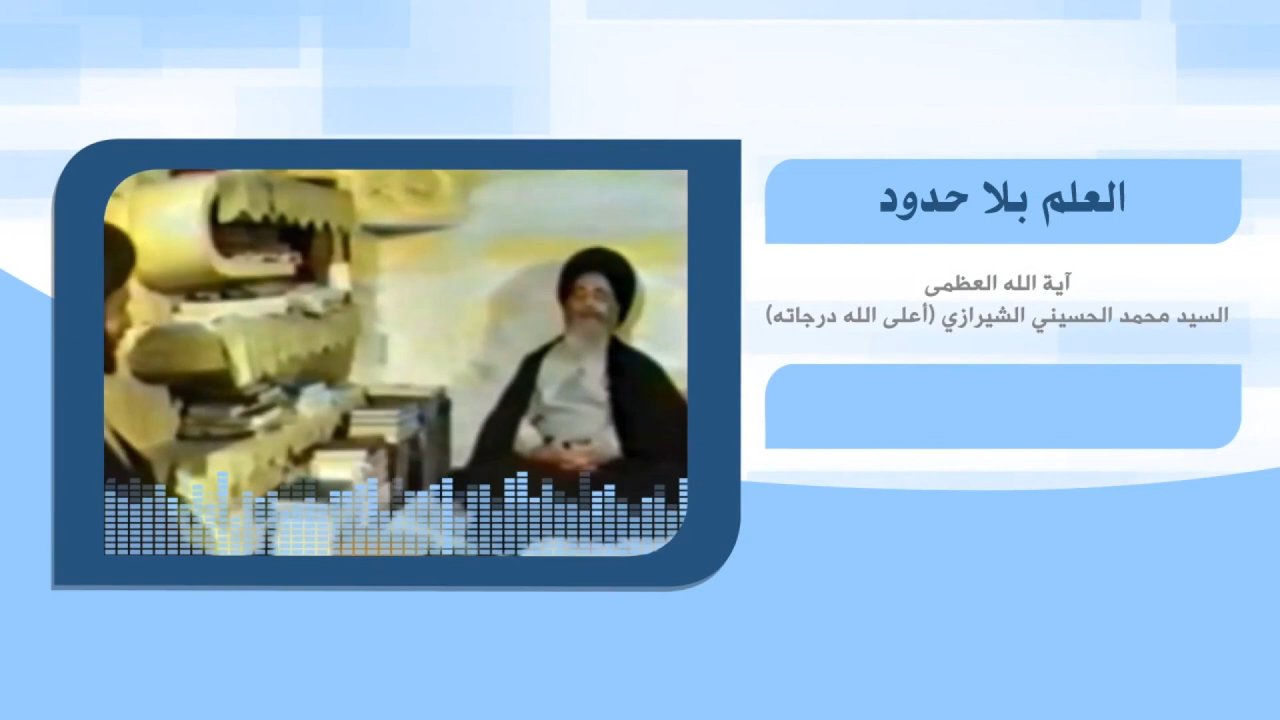 العلم بلا حدود
آية الله العظمى
السيد محمد الحسيني الشيرازي (أعلى الله درجاته)